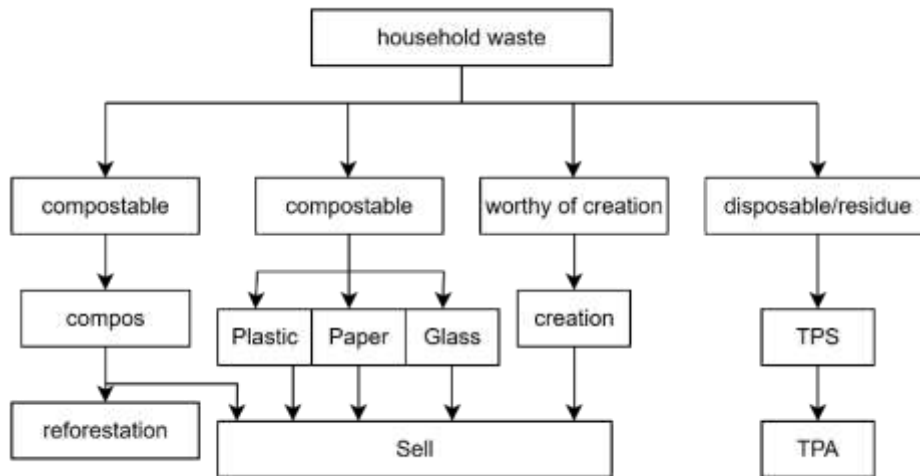 household waste
compostable
compostable
worthy of creation
disposable/residue
compos
Plastic
Paper
Glass
creation
TPS
reforestation
Sell
TPA